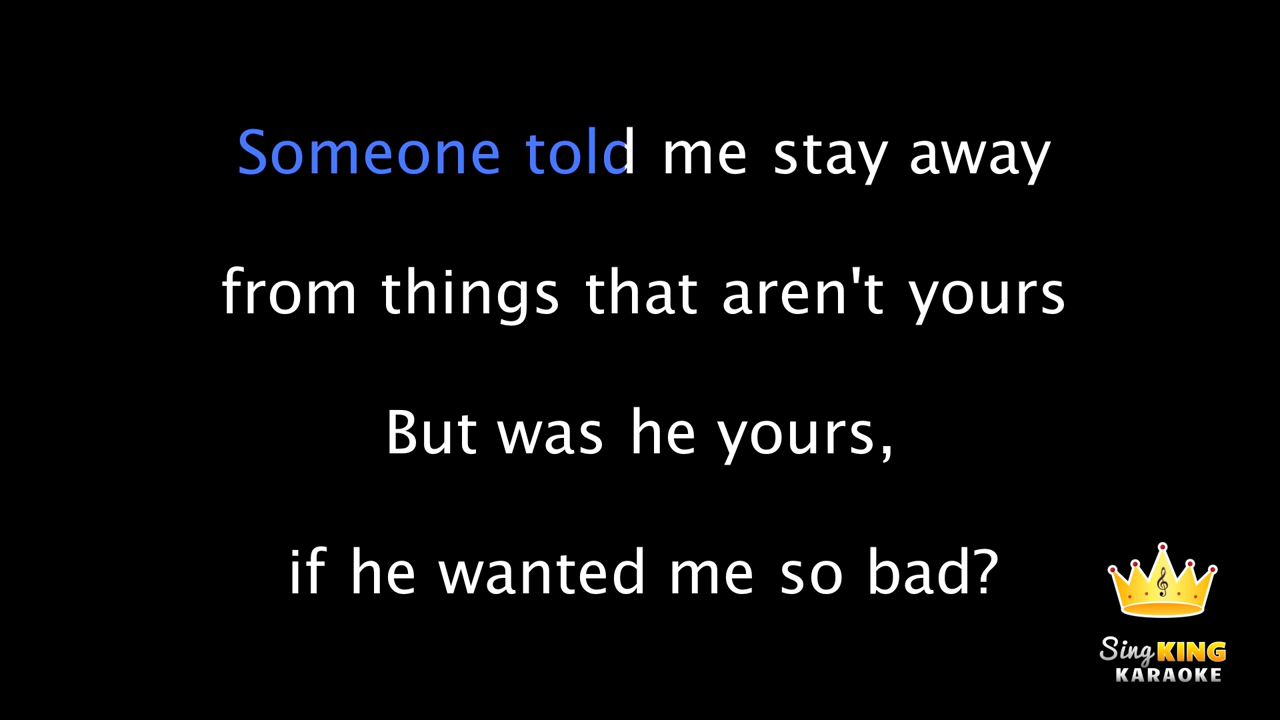 Someone told me stay away
from things that aren't yours
But was he yours,
if he wanted me so bad?
Sing KING
KARAOKE